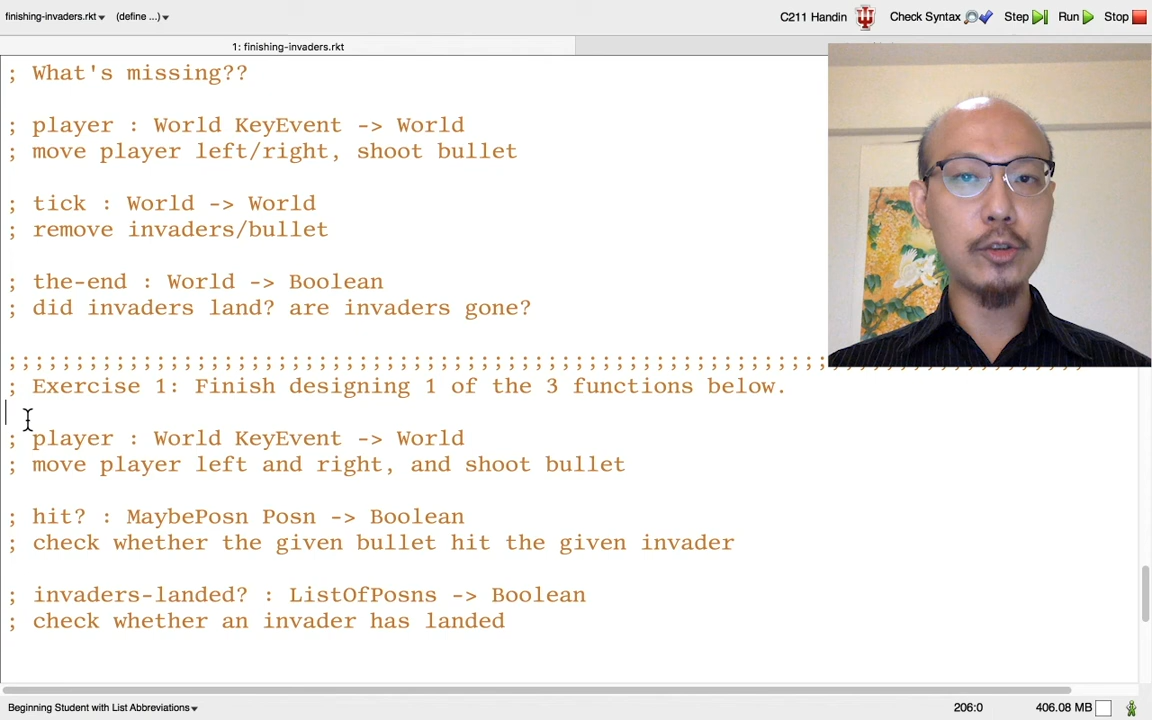 finishing-invaders.rkt▾ (define ...)▾ C211 Handin Check Syntax Step Run Stop
1: finishing-invaders.rkt
; What's missing??
; player : World KeyEvent -> World
; move player left/right, shoot bullet
; tick : World -> World
; remove invaders/bullet
; the-end : World -> Boolean
; did invaders land? are invaders gone?
;;;;;;;;;;;;;;;;;;;;;;;;;;;;;;;;;;;;;;;;;;;;;;;;;;;;;;;;;;;;;;;;;;;;;;;;;;;;;;;;
; Exercise 1: Finish designing 1 of the 3 functions below.
; player : World KeyEvent -> World
; move player left and right, and shoot bullet
; hit? : MaybePosn Posn -> Boolean
; check whether the given bullet hit the given invader
; invaders-landed? : ListOfPosns -> Boolean
; check whether an invader has landed
Beginning Student with List Abbreviations▾ 206:0 406.08 MB